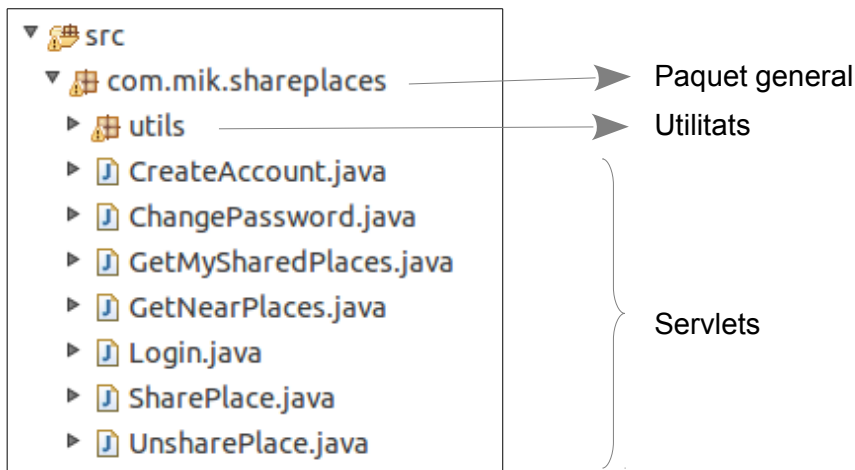 src
com.mik.shareplaces
Paquet general
utils
Utilitats
CreateAccount.java
ChangePassword.java
GetMySharedPlaces.java
GetNearPlaces.java
Servlets
Login.java
SharePlace.java
UnsharePlace.java